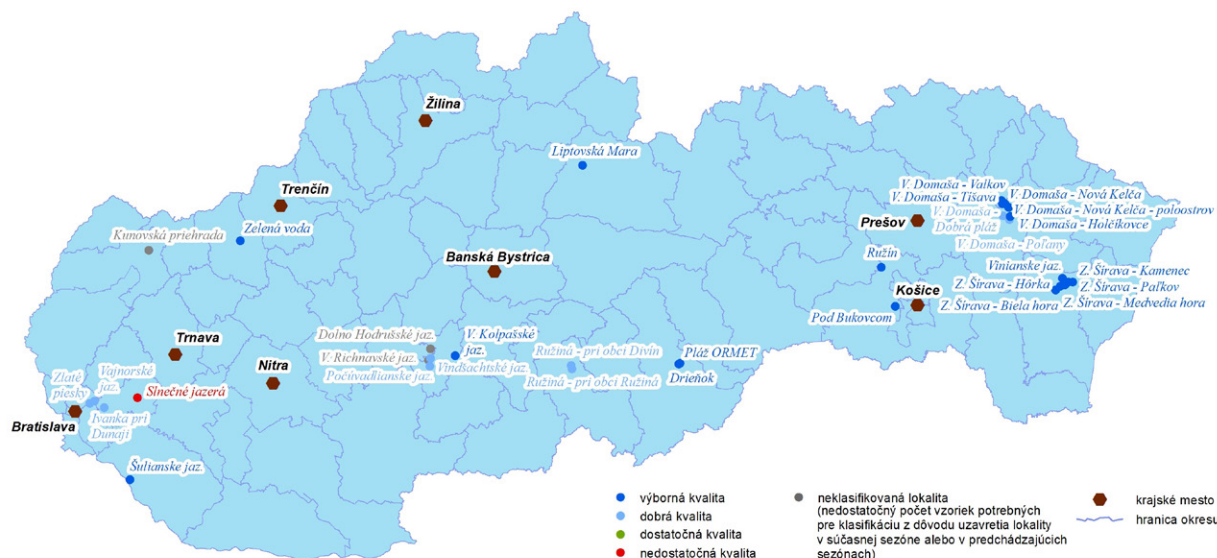 Žilina
Liptovská Mara
Trenčín
Kunovská priehrada
Zelená voda
Banská Bystrica
V. Domaša - Valkov
V. Domaša - Tišava
V. Domaša - Nová Kelča
V. Domaša - Nová Kelča - poloostrov
V. Domaša -
Dobrá pláž
V. Domaša - Holčíkovce
V. Domaša - Poľany
Prešov
Ružín
Vinianske jaz.
Z. Šírava - Kamenec
Z. Šírava - Hôrka
Z. Šírava - Paľkov
Košice
Z. Šírava - Biela hora
Z. Šírava - Medvedia hora
Pod Bukovcom
Trnava
Nitra
Dolno Hodrušské jaz.
V. Kolpašské
jaz.
V. Richnavské jaz.
Vindšachtské jaz.
Počúvadlianske jaz.
Ružiná - pri obci Divín
Ružiná - pri obci Ružiná
Pláž ORMET
Drieňok
Zlaté
piesky
Vajnorské
jaz.
Slnečné jazerá
Ivanka pri
Dunaji
Bratislava
Šulianske jaz.
výborná kvalita
dobrá kvalita
dostatočná kvalita
nedostatočná kvalita
neklasifikovaná lokalita
(nedostatočný počet vzoriek potrebných
pre klasifikáciu z dôvodu uzavretia lokality
v súčasnej sezóne alebo v predchádzajúcich
sezónach)
krajské mesto
hranica okresu